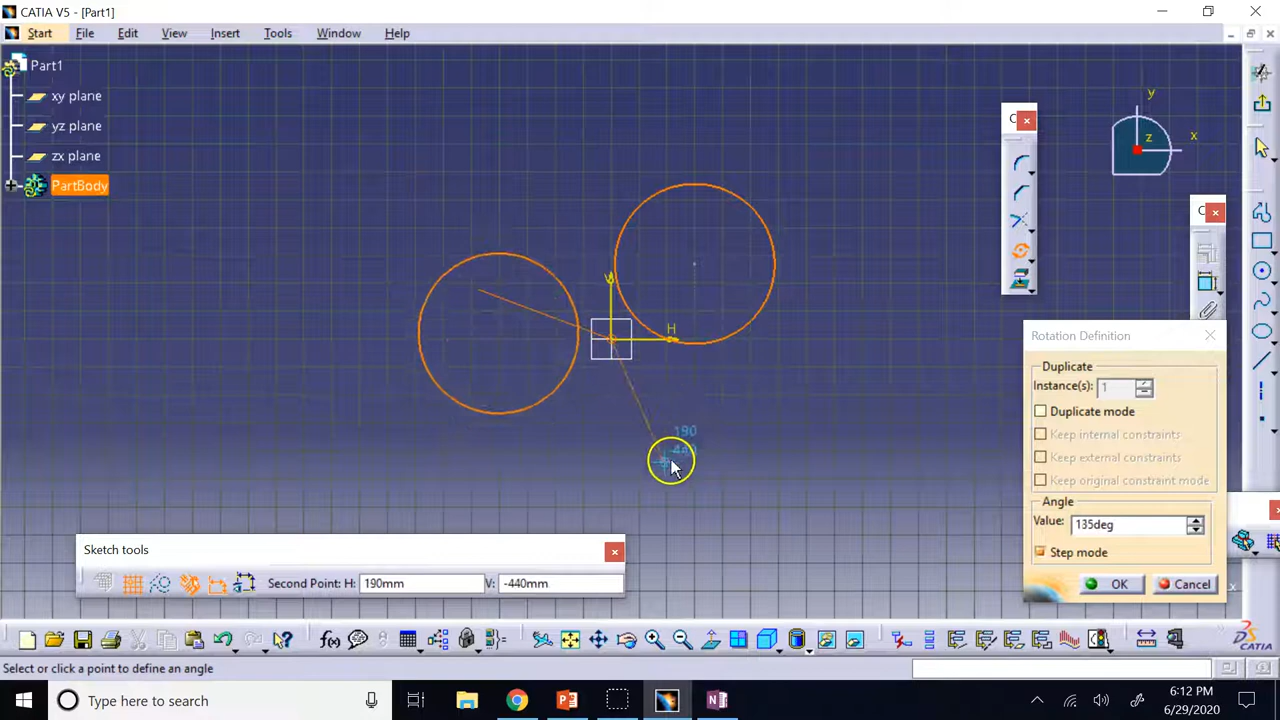 CATIA V5 - [Part1]
Start File Edit View Insert Tools Window Help
Part1
xy plane
yz plane
zx plane
PartBody
V
H
190
y
x
z
C
C
Rotation Definition
Duplicate
Instance(s): 1
Duplicate mode
Keep internal constraints
Keep external constraints
Keep original constraint mode
Angle
Value: 135deg
Step mode
OK Cancel
Sketch tools
Second Point: H: 190mm V: -440mm
x
f(x)
CATIA
Select or click a point to define an angle
Type here to search
6:12 PM
6/29/2020